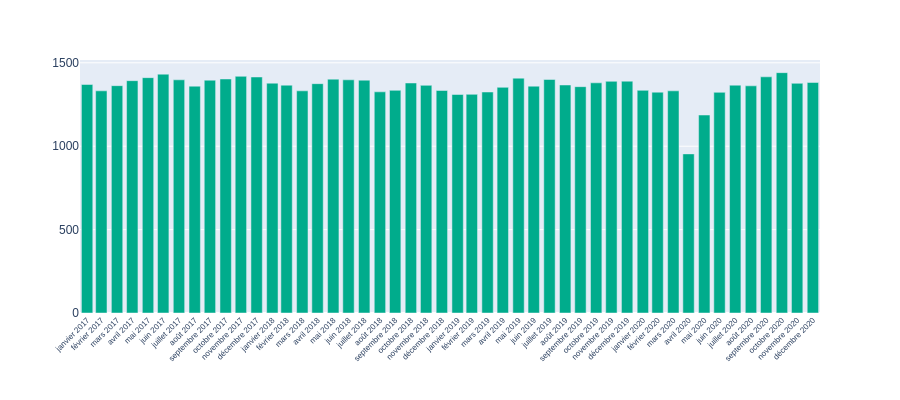 1500
1000
500
0
janvier 2017
février 2017
mars 2017
avril 2017
mai 2017
juin 2017
juillet 2017
août 2017
septembre 2017
octobre 2017
novembre 2017
décembre 2017
janvier 2018
février 2018
mars 2018
avril 2018
mai 2018
juin 2018
juillet 2018
août 2018
septembre 2018
octobre 2018
novembre 2018
décembre 2018
janvier 2019
février 2019
mars 2019
avril 2019
mai 2019
juin 2019
juillet 2019
août 2019
septembre 2019
octobre 2019
novembre 2019
décembre 2019
janvier 2020
février 2020
mars 2020
avril 2020
mai 2020
juin 2020
juillet 2020
août 2020
septembre 2020
octobre 2020
novembre 2020
décembre 2020